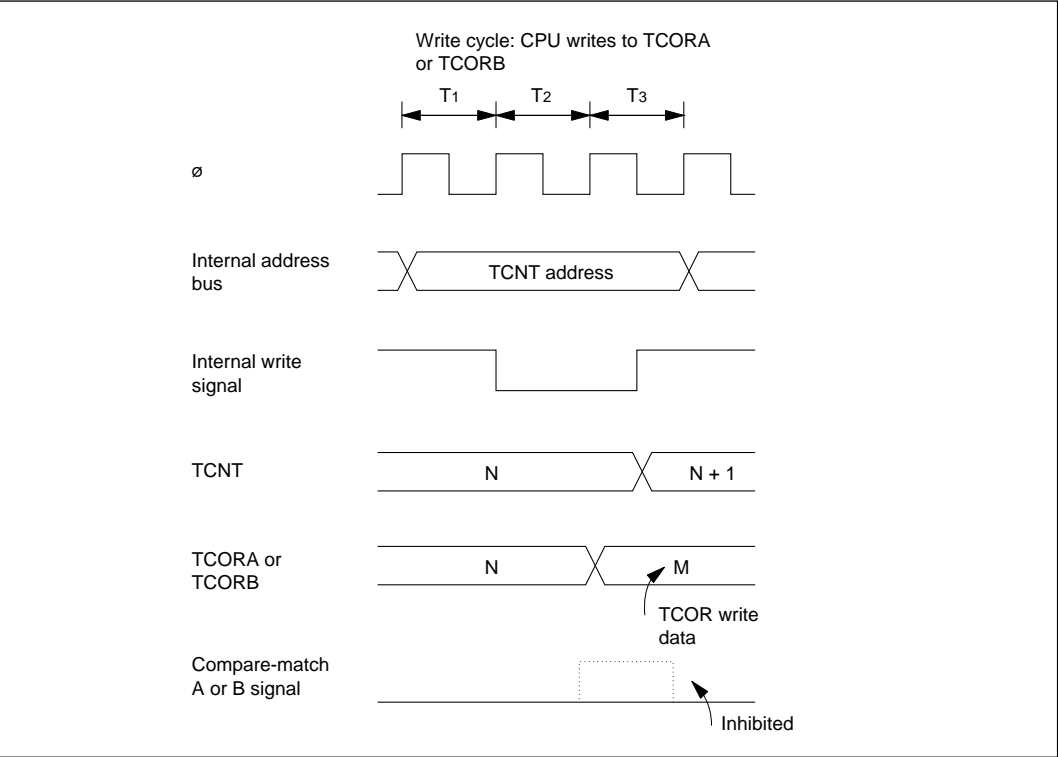 Write cycle: CPU writes to TCORA
or TCORB
T1 T2 T3
ø
Internal address
bus
TCNT address
Internal write
signal
TCNT
N
N + 1
TCORA or
TCORB
N
M
TCOR write
data
Compare-match
A or B signal
Inhibited